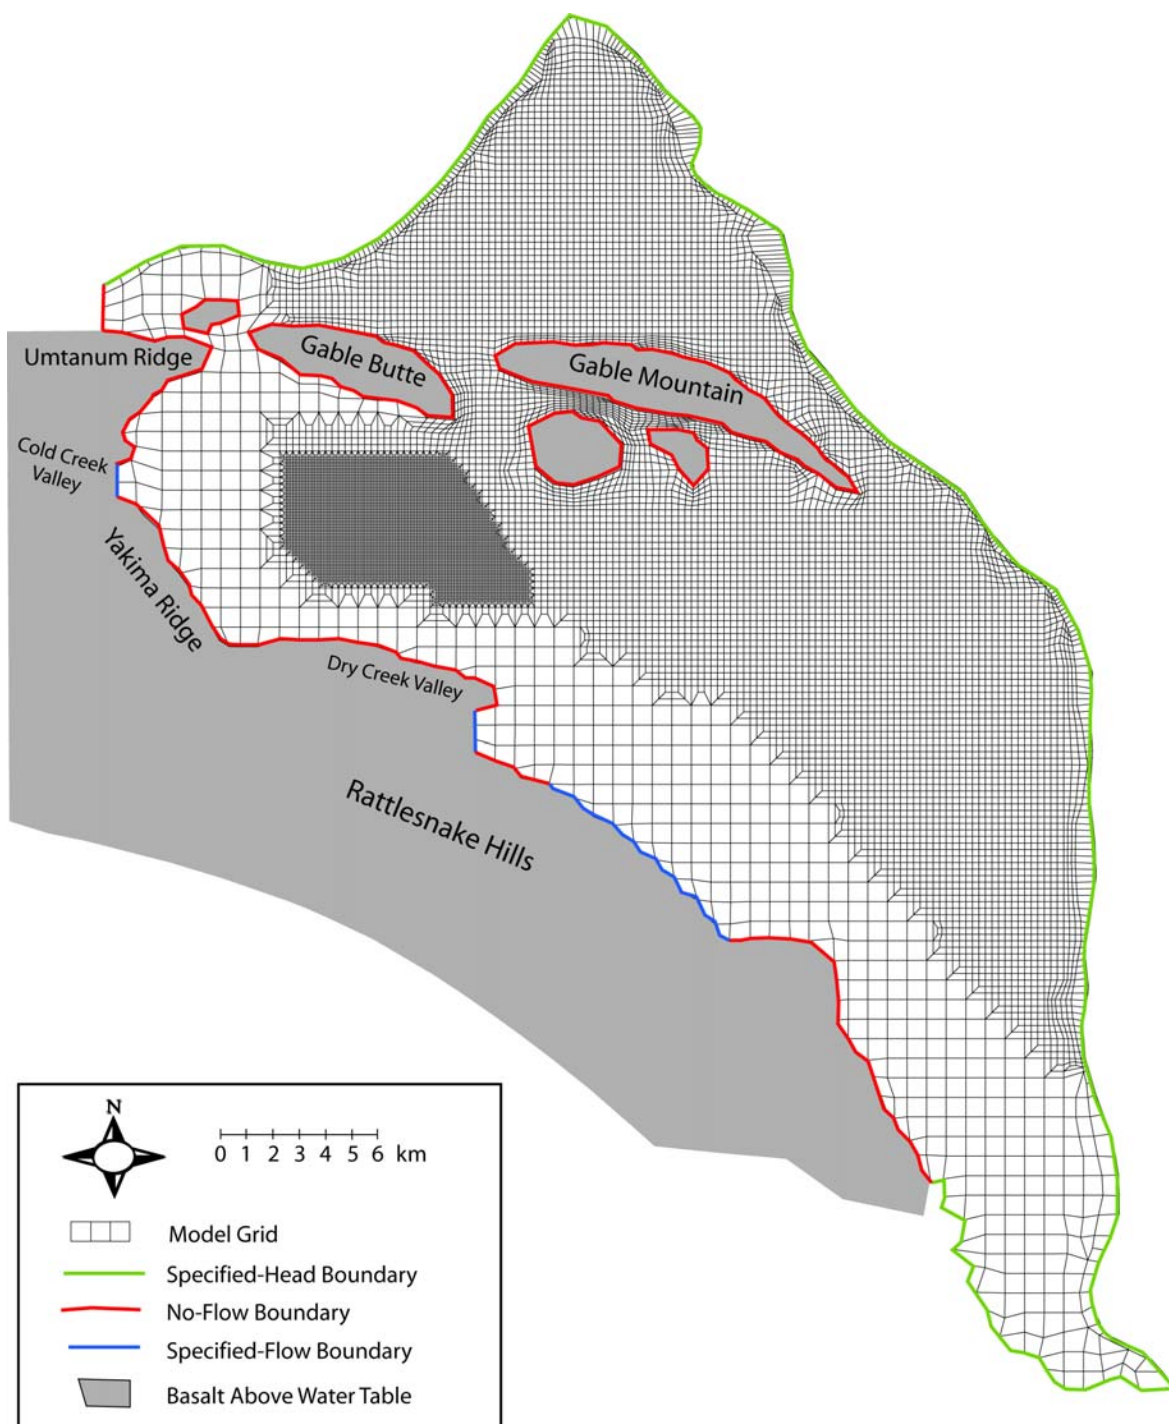 Umtanum Ridge
Gable Butte
Gable Mountain
Cold Creek
Valley
Yakima Ridge
Dry Creek Valley
Rattlesnake Hills
N
0 1 2 3 4 5 6 km
Model Grid
Specified-Head Boundary
No-Flow Boundary
Specified-Flow Boundary
Basalt Above Water Table